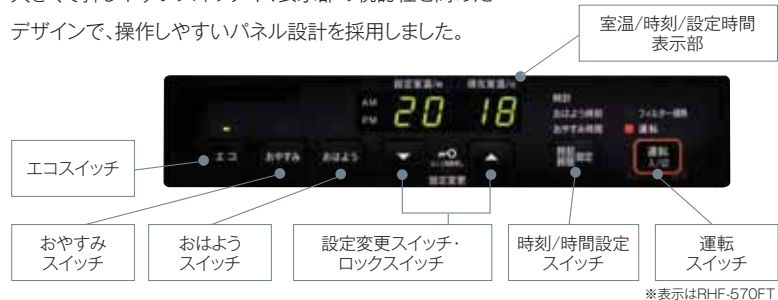 デザインで、操作しやすいパネル設計を採用しました。
室温/時刻/設定時間
表示部
設定室温/℃
現在室温/℃
AM
PM
20
18
時計
おはよう時刻
おやすみ時間
フィルター掃除
運転
エコ
おやすみ
おはよう
設定
運転
入/切
設定変更
エコスイッチ
おやすみ
スイッチ
おはよう
スイッチ
設定変更スイッチ・
ロックスイッチ
時刻/時間設定
スイッチ
運転
スイッチ
※表示はRHF-570FT